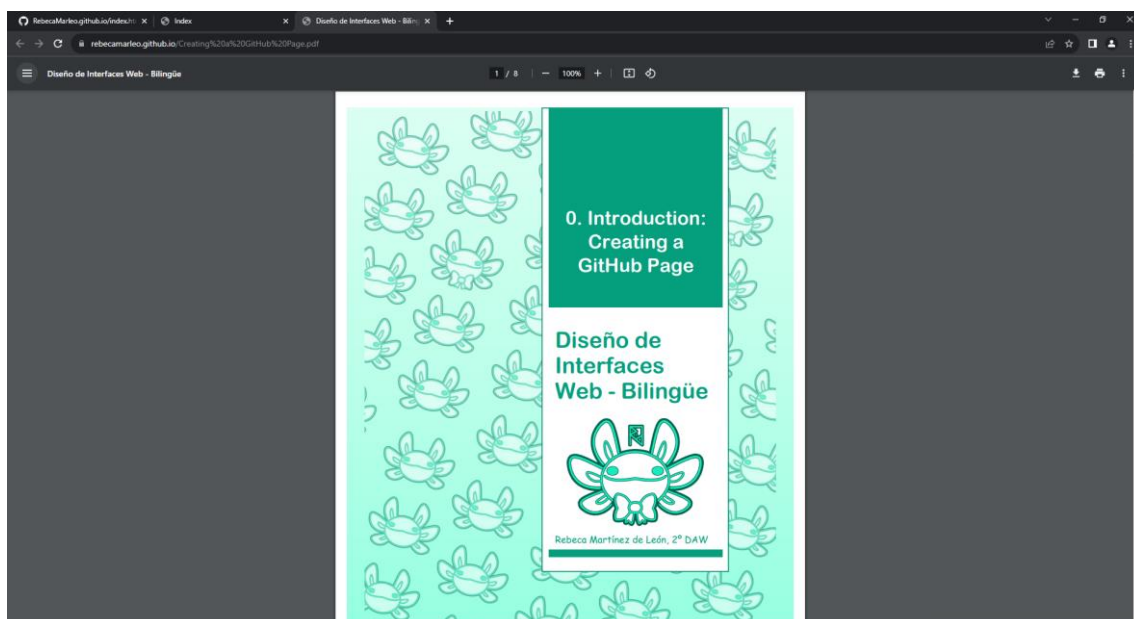 RebecaMarleo.github.io/index.ht
Index
Diseño de Interfaces Web - Bilin
rebecamarleo.github.io/Creating%20a%20GitHub%20Page.pdf
Diseño de Interfaces Web - Bilingüe
1 / 8
100%
0. Introduction:
Creating a
GitHub Page
Diseño de
Interfaces
Web - Bilingüe
Rebeca Martínez de León, 2º DAW